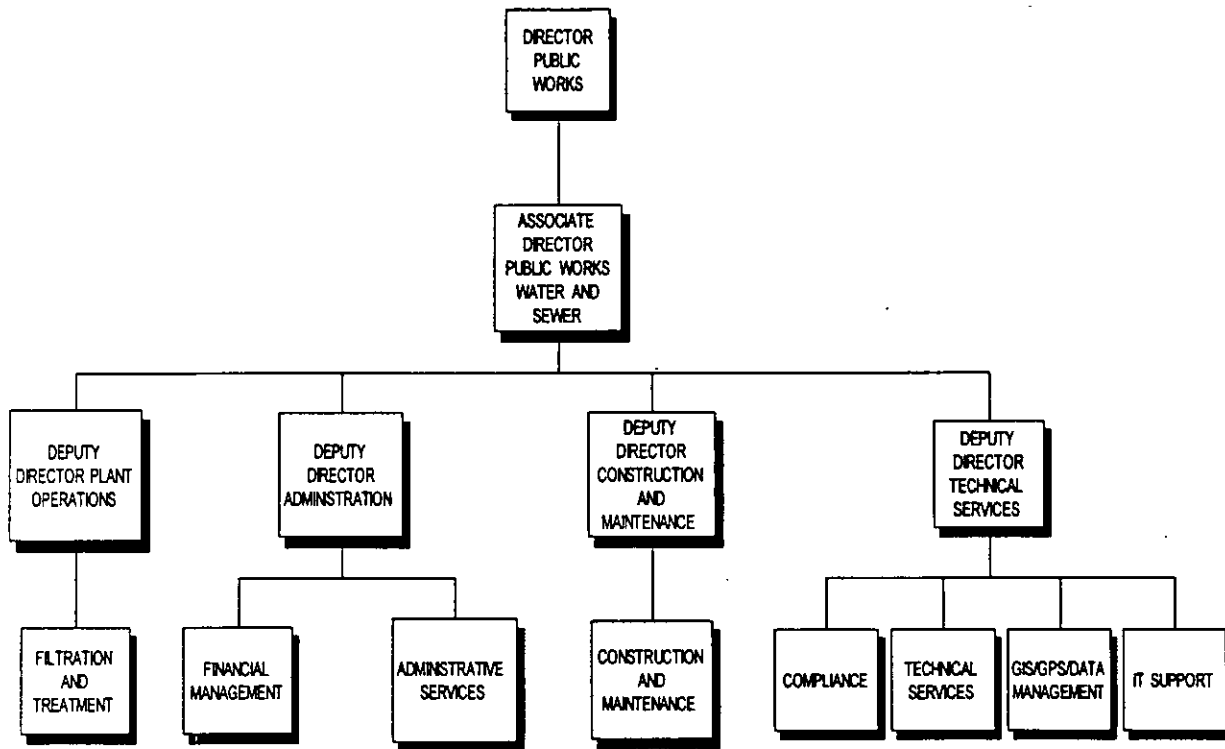 DIRECTOR
PUBLIC
WORKS
ASSOCIATE
DIRECTOR
PUBLIC WORKS
WATER AND
SEWER
DEPUTY
DIRECTOR PLANT
OPERATIONS
DEPUTY
DIRECTOR
ADMINSTRATION
DEPUTY
DIRECTOR
CONSTRUCTION
AND
MAINTENANCE
DEPUTY
DIRECTOR
TECHNICAL
SERVICES
FILTRATION
AND
TREATMENT
FINANCIAL
MANAGEMENT
ADMINISTRATIVE
SERVICES
CONSTRUCTION
AND
MAINTENANCE
COMPLIANCE
TECHNICAL
SERVICES
GIS/GPS/DATA
MANAGEMENT
IT SUPPORT